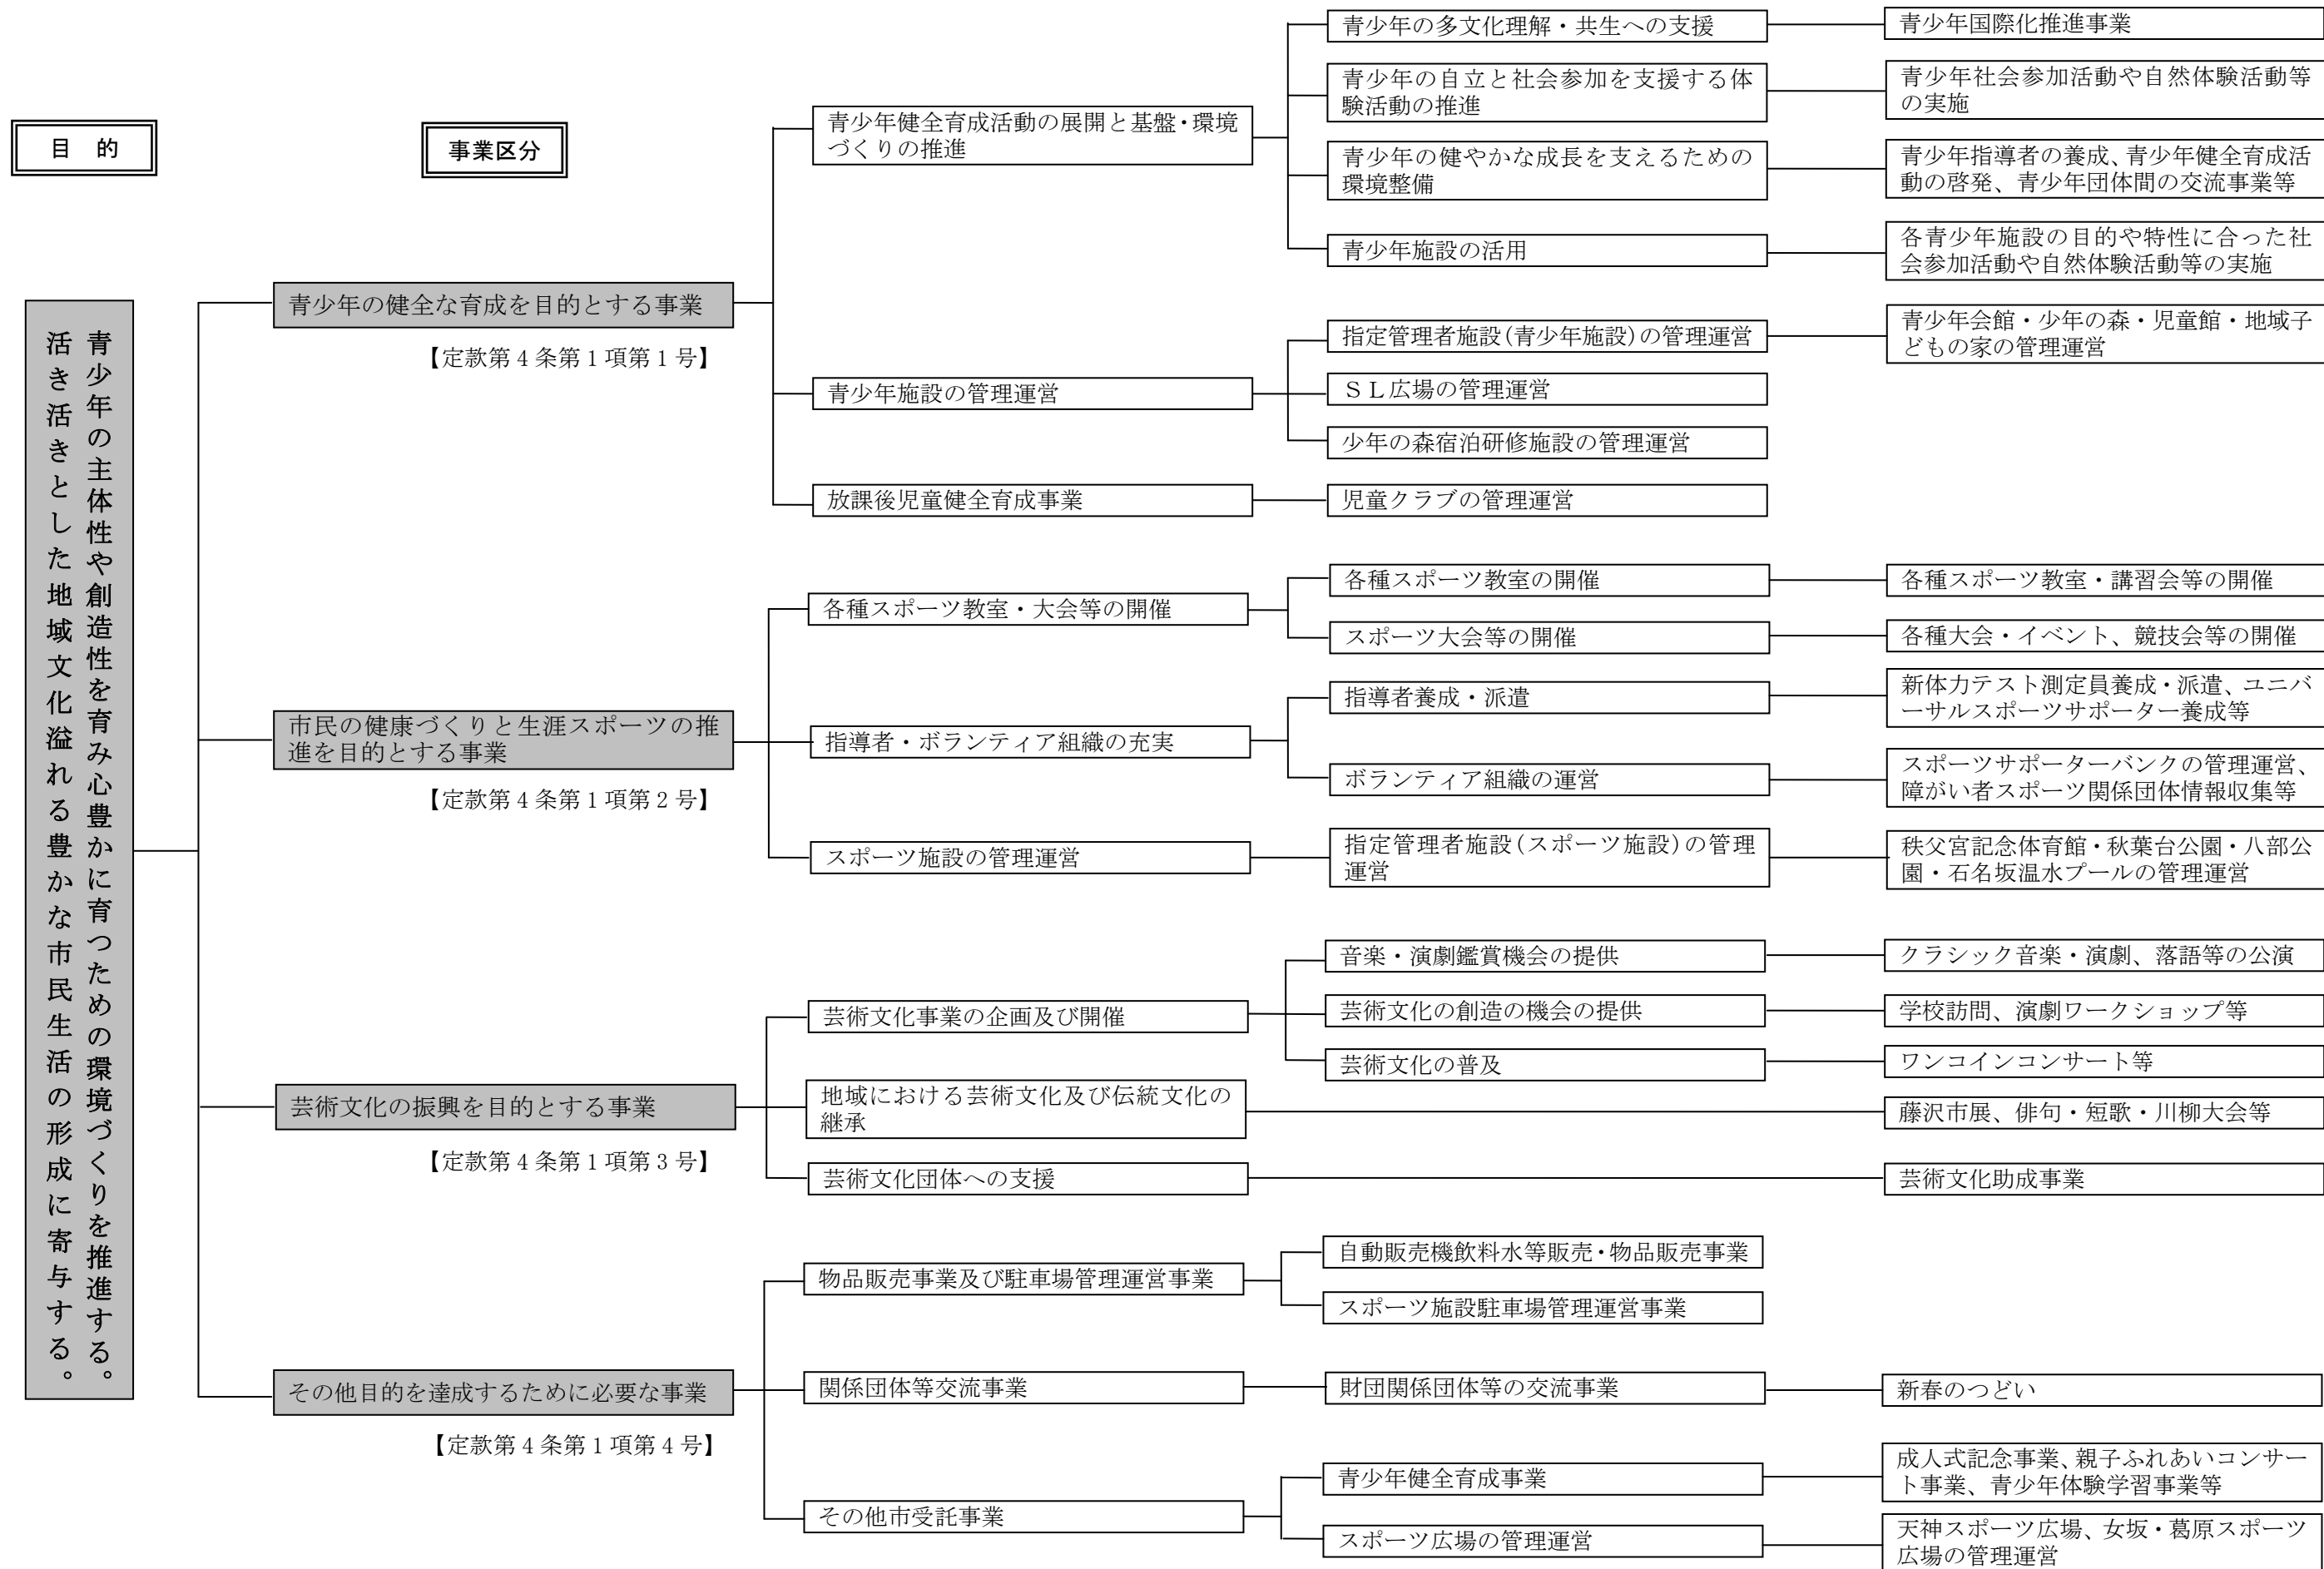 目　的
事業区分
青少年の主体性や創造性を育み心豊かに育つための環境づくりを推進する。
活き活きとした地域文化溢れる豊かな市民生活の形成に寄与する。
青少年の健全な育成を目的とする事業
【定款第４条第１項第１号】
青少年健全育成活動の展開と基盤・環境
づくりの推進
青少年の多文化理解・共生への支援
青少年国際化推進事業
青少年の自立と社会参加を支援する体
験活動の推進
青少年社会参加活動や自然体験活動等
の実施
青少年の健やかな成長を支えるための
環境整備
青少年指導者の養成、青少年健全育成活
動の啓発、青少年団体間の交流事業等
青少年施設の活用
各青少年施設の目的や特性に合った社
会参加活動や自然体験活動等の実施
青少年施設の管理運営
指定管理者施設(青少年施設)の管理運営
青少年会館・少年の森・児童館・地域子
どもの家の管理運営
ＳＬ広場の管理運営
少年の森宿泊研修施設の管理運営
放課後児童健全育成事業
児童クラブの管理運営
市民の健康づくりと生涯スポーツの推
進を目的とする事業
【定款第４条第１項第２号】
各種スポーツ教室・大会等の開催
各種スポーツ教室の開催
各種スポーツ教室・講習会等の開催
スポーツ大会等の開催
各種大会・イベント、競技会等の開催
指導者・ボランティア組織の充実
指導者養成・派遣
新体力テスト測定員養成・派遣、ユニバ
ーサルスポーツサポーター養成等
ボランティア組織の運営
スポーツサポーターバンクの管理運営、
障がい者スポーツ関係団体情報収集等
スポーツ施設の管理運営
指定管理者施設(スポーツ施設)の管理
運営
秩父宮記念体育館・秋葉台公園・八部公
園・石名坂温水プールの管理運営
芸術文化の振興を目的とする事業
【定款第４条第１項第３号】
芸術文化事業の企画及び開催
音楽・演劇鑑賞機会の提供
クラシック音楽・演劇、落語等の公演
芸術文化の創造の機会の提供
学校訪問、演劇ワークショップ等
芸術文化の普及
ワンコインコンサート等
地域における芸術文化及び伝統文化の
継承
藤沢市展、俳句・短歌・川柳大会等
芸術文化団体への支援
芸術文化助成事業
その他目的を達成するために必要な事業
【定款第４条第１項第４号】
物品販売事業及び駐車場管理運営事業
自動販売機飲料水等販売・物品販売事業
スポーツ施設駐車場管理運営事業
関係団体等交流事業
財団関係団体等の交流事業
新春のつどい
その他市受託事業
青少年健全育成事業
成人式記念事業、親子ふれあいコンサー
ト事業、青少年体験学習事業等
スポーツ広場の管理運営
天神スポーツ広場、女坂・葛原スポーツ
広場の管理運営